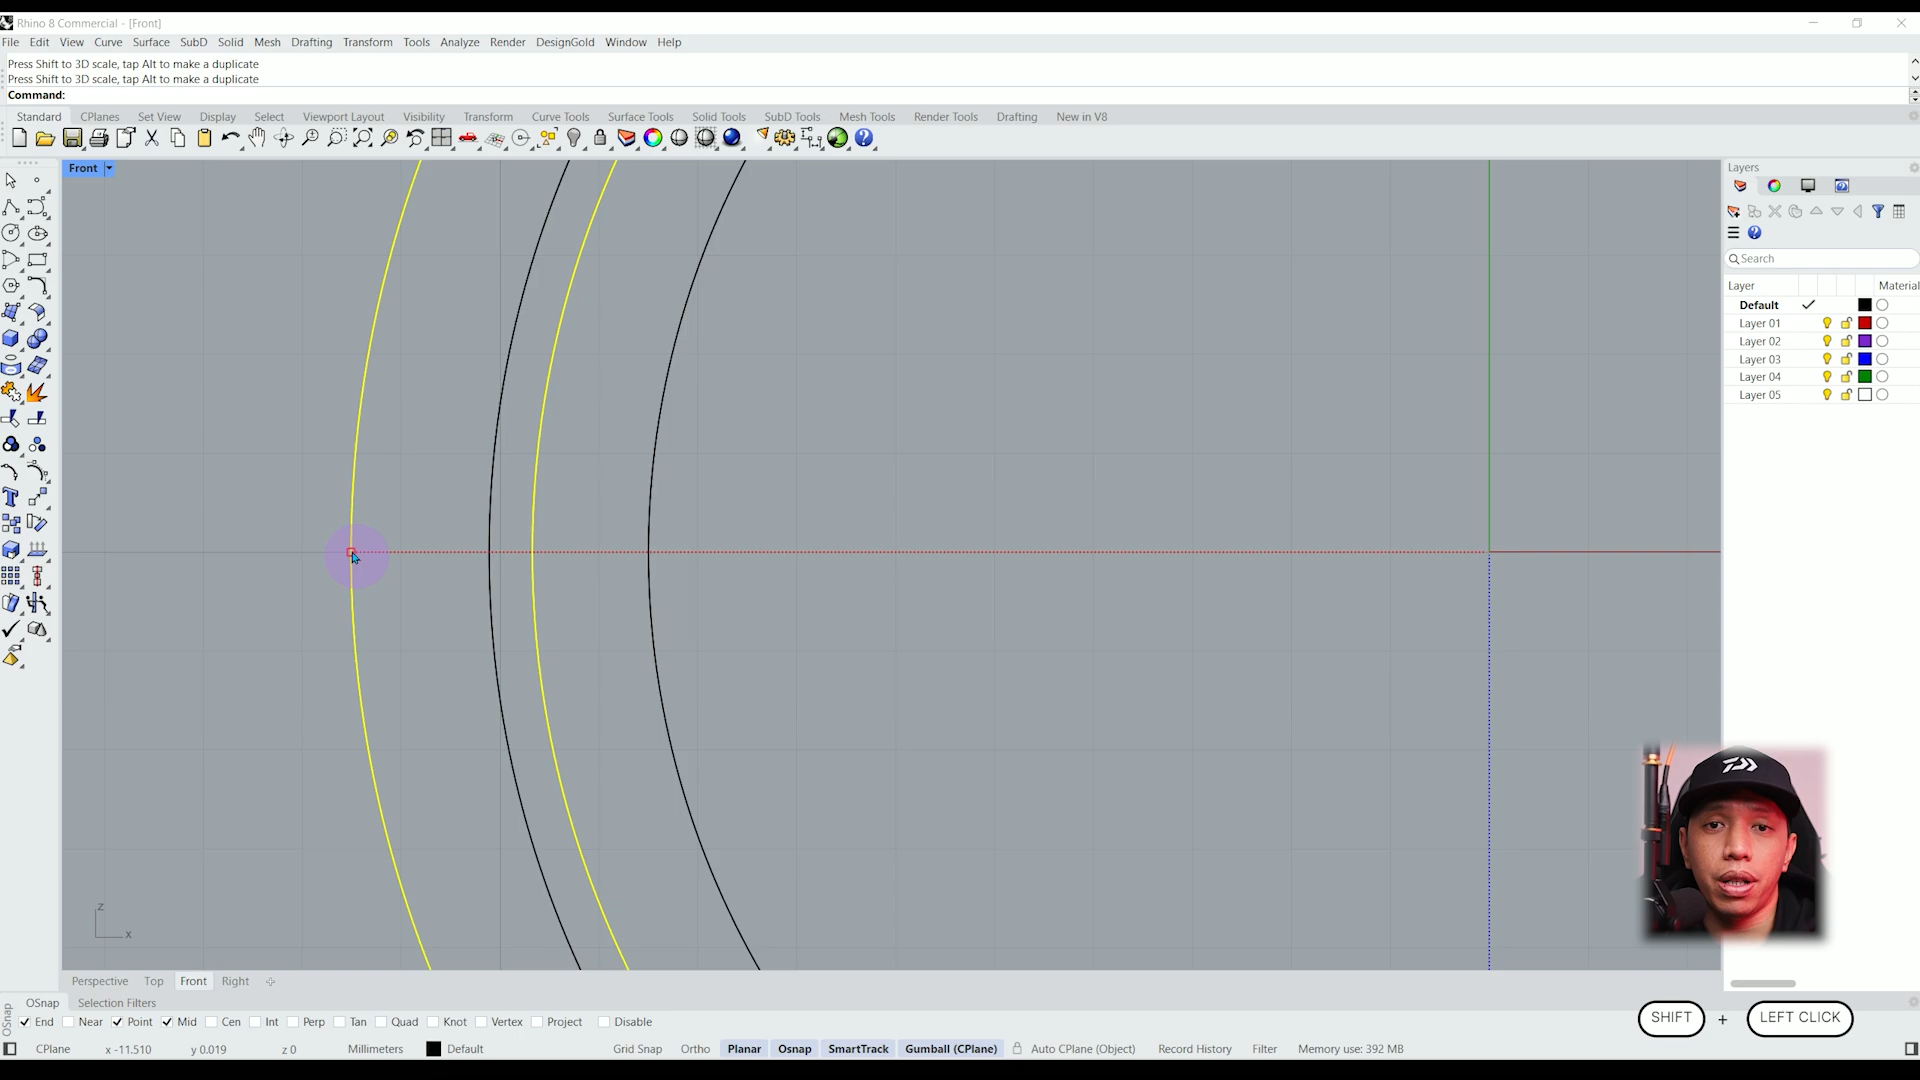 Rhino 8 Commercial - [Front]
File Edit View Curve Surface SubD Solid Mesh Drafting Transform Tools Analyze Render DesignGold Window Help
Press Shift to 3D scale, tap Alt to make a duplicate
Press Shift to 3D scale, tap Alt to make a duplicate
Command:
Standard CPlanes Set View Display Select Viewport Layout Visibility Transform Curve Tools Surface Tools Solid Tools SubD Tools Mesh Tools Render Tools Drafting New in V8
Front
Layers
Search
Layer Material
Default
Layer 01
Layer 02
Layer 03
Layer 04
Layer 05
z
x
Perspective Top Front Right
OSnap Selection Filters
OSnap
End Near Point Mid Cen Int Perp Tan Quad Knot Vertex Project Disable
SHIFT + LEFT CLICK
CPlane x -11.510 y 0.019 z 0 Millimeters Default Grid Snap Ortho Planar Osnap SmartTrack Gumball (CPlane) Auto CPlane (Object) Record History Filter Memory use: 392 MB